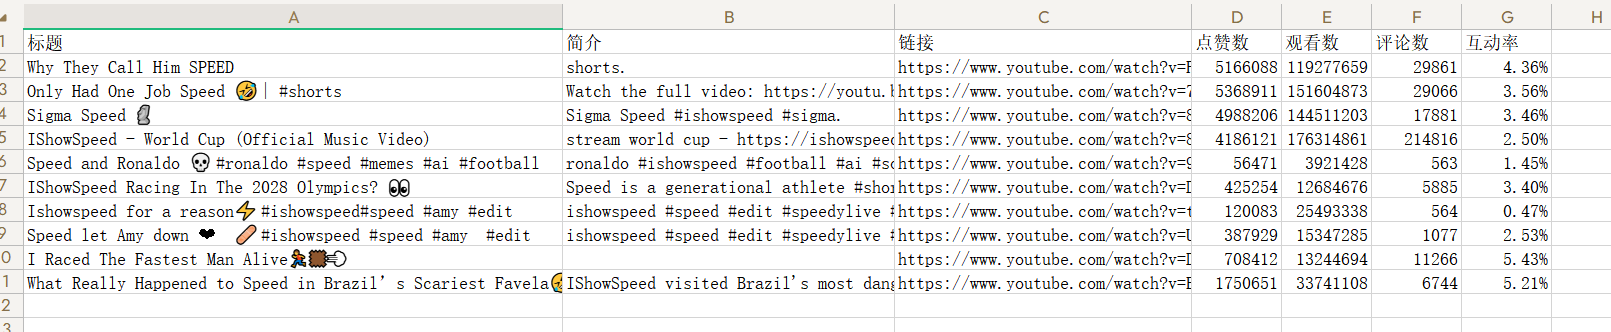 A B C D E F G H
1 标题 简介 链接 点赞数 观看数 评论数 互动率
2 Why They Call Him SPEED shorts. https://www.youtube.com/watch?v= 5166088 119277659 29861 4.36%
3 Only Had One Job Speed 🤣| #shorts Watch the full video: https://youtu. https://www.youtube.com/watch?v=7 5368911 151604873 29066 3.56%
4 Sigma Speed 🗿 Sigma Speed #ishowspeed #sigma. https://www.youtube.com/watch?v=8 4988206 144511203 17881 3.46%
5 IShowSpeed - World Cup (Official Music Video) stream world cup - https://ishowspee https://www.youtube.com/watch?v=8 4186121 176314861 214816 2.50%
6 Speed and Ronaldo 💀 #ronaldo #speed #memes #ai #football ronaldo #ishowspeed #football #ai #s https://www.youtube.com/watch?v=9 56471 3921428 563 1.45%
7 IShowSpeed Racing In The 2028 Olympics? 👀 Speed is a generational athlete #sho https://www.youtube.com/watch?v= 425254 12684676 5885 3.40%
8 Ishowspeed for a reason⚡ #ishowspeed#speed #amy #edit ishowspeed #speed #edit #speedylive # https://www.youtube.com/watch?v=t 120083 25493338 564 0.47%
9 Speed let Amy down ❤ 🩹#ishowspeed #speed #amy #edit ishowspeed #speed #edit #speedylive # https://www.youtube.com/watch?v= 387929 15347285 1077 2.53%
0 I Raced The Fastest Man Alive🏃🏿💨 https://www.youtube.com/watch?v= 708412 13244694 11266 5.43%
1 What Really Happened to Speed in Brazil’s Scariest Favela🤣 IShowSpeed visited Brazil's most dan https://www.youtube.com/watch?v= 1750651 33741108 6744 5.21%
2
3